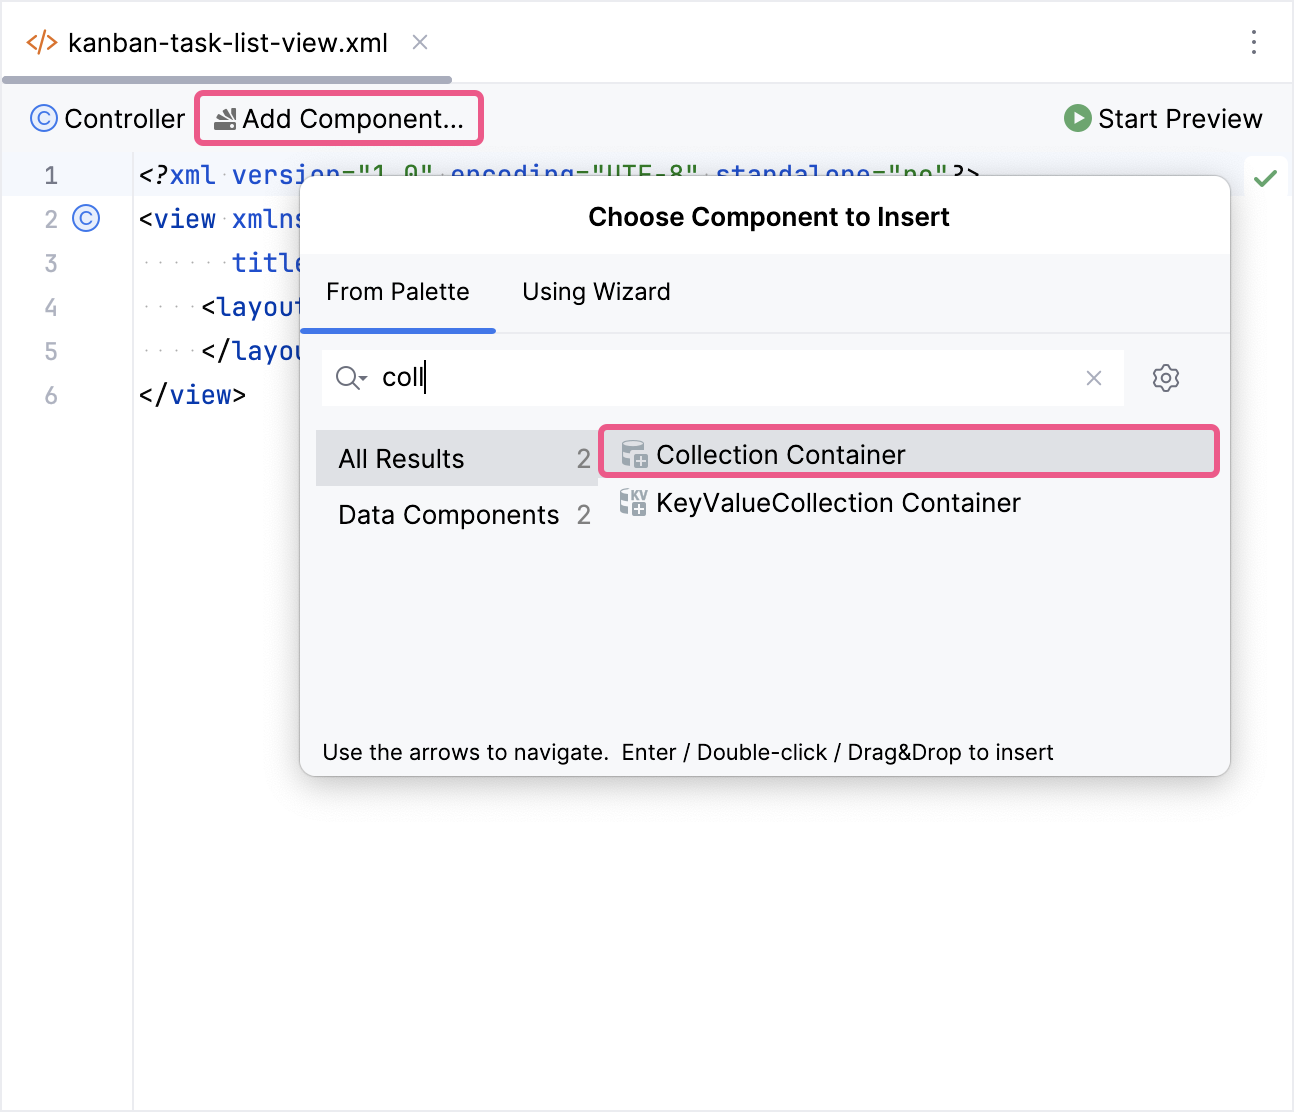 </> kanban-task-list-view.xml
C Controller Add Component... Start Preview
1 <?xml version="1.0" encoding="UTF-8" standalone="no"?>
2 C <view xmlns
3 title
4 <layout
5 </layou
6 </view>
Choose Component to Insert
From Palette Using Wizard
coll
All Results 2
Data Components 2
Collection Container
KV KeyValueCollection Container
Use the arrows to navigate. Enter / Double-click / Drag&Drop to insert